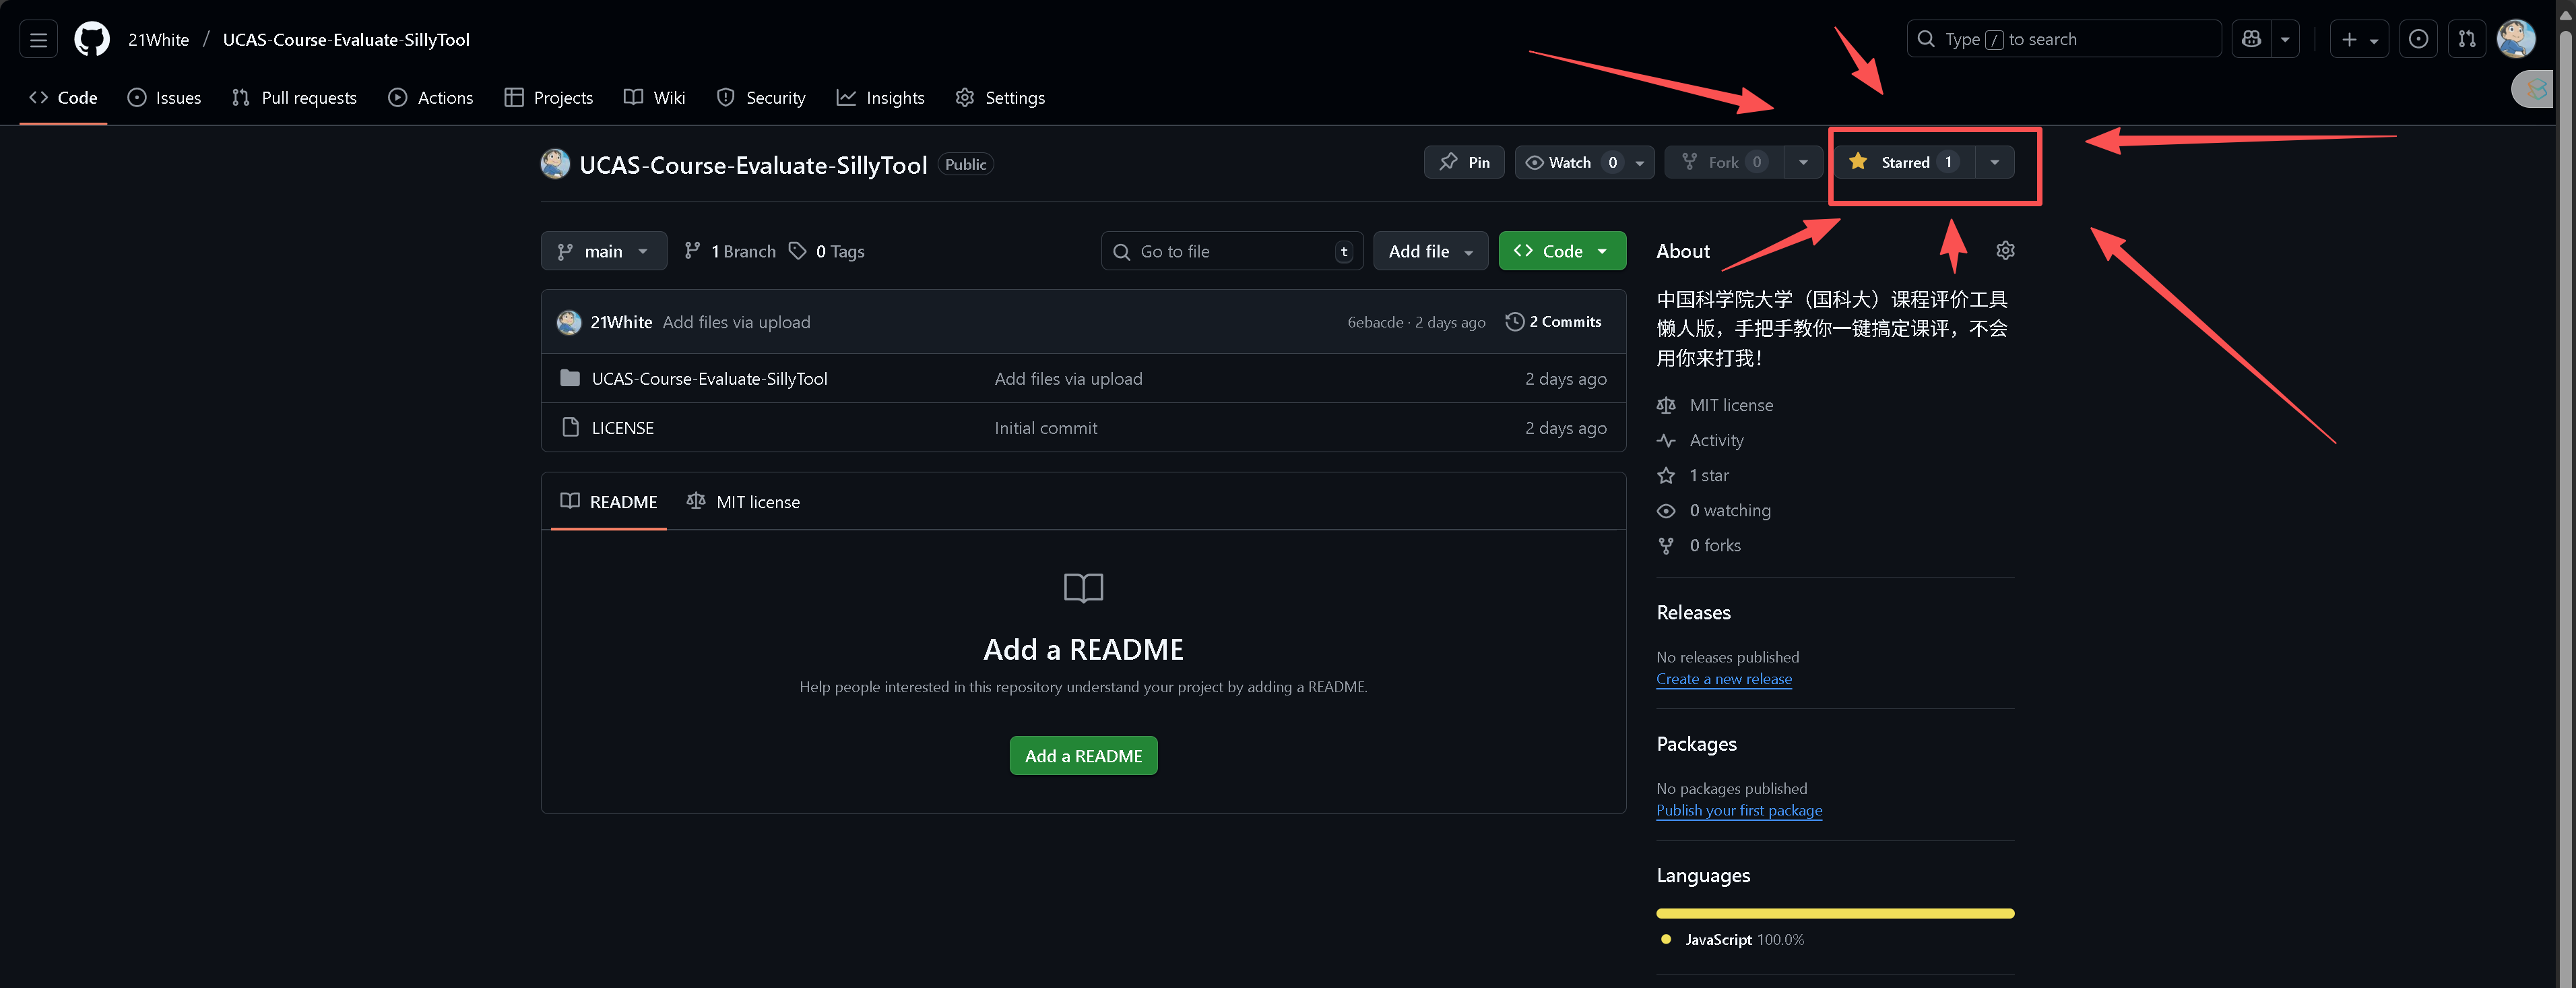 21White / UCAS-Course-Evaluate-SillyTool
Type / to search
Code Issues Pull requests Actions Projects Wiki Security Insights Settings
UCAS-Course-Evaluate-SillyTool Public
Pin Watch 0 Fork 0 Starred 1
main 1 Branch 0 Tags Go to file t Add file Code
21White Add files via upload 6ebacde · 2 days ago 2 Commits
UCAS-Course-Evaluate-SillyTool Add files via upload 2 days ago
LICENSE Initial commit 2 days ago
README MIT license
Add a README
Help people interested in this repository understand your project by adding a README.
Add a README
About
中国科学院大学（国科大）课程评价工具
懒人版，手把手教你一键搞定课评，不会
用你来打我！
MIT license
Activity
1 star
0 watching
0 forks
Releases
No releases published
Create a new release
Packages
No packages published
Publish your first package
Languages
JavaScript 100.0%